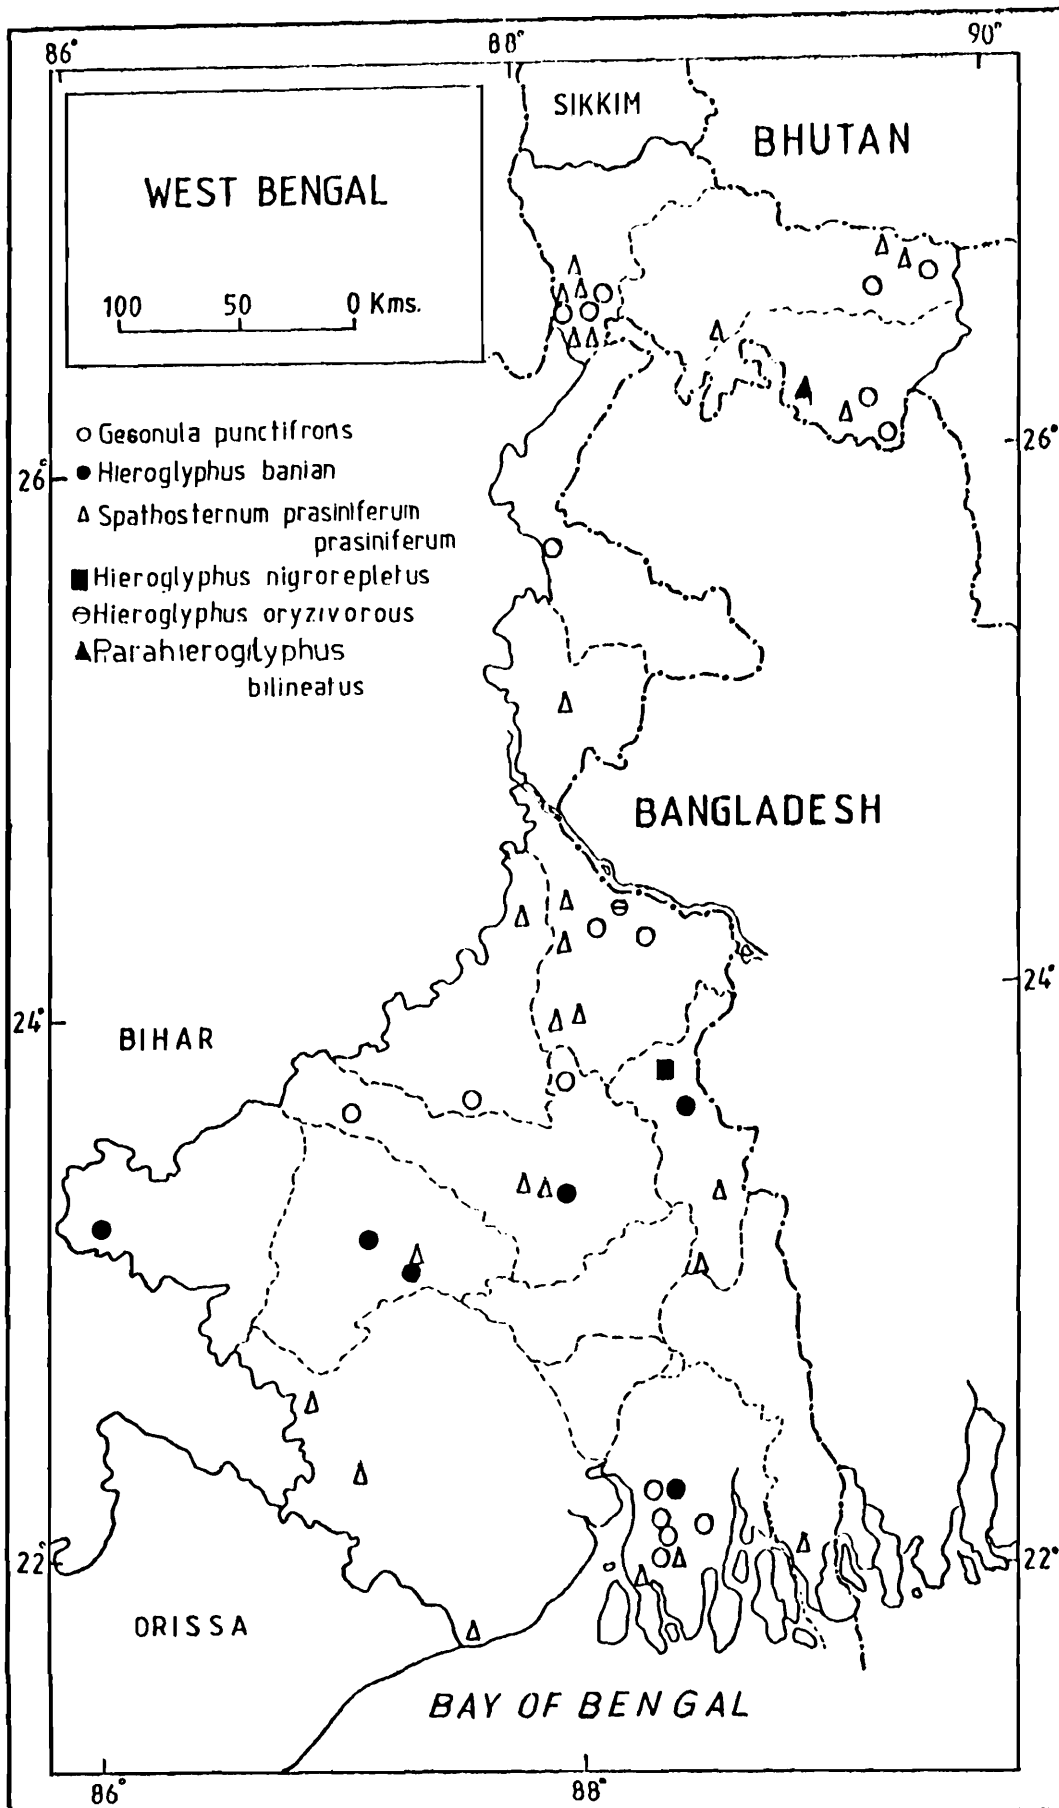 86° 88° 90°
SIKKIM
BHUTAN
WEST BENGAL
100 50 0 Kms.
Gesonula punctifrons
26°
Hieroglyphus banian
26°
Spathosternum prasiniferum
prasiniferum
Hieroglyphus nigrorepletus
Hieroglyphus oryzivorous
Parahierogilyphus
bilineatus
BANGLADESH
24°
24°
BIHAR
22°
22°
ORISSA
BAY OF BENGAL
86° 88°